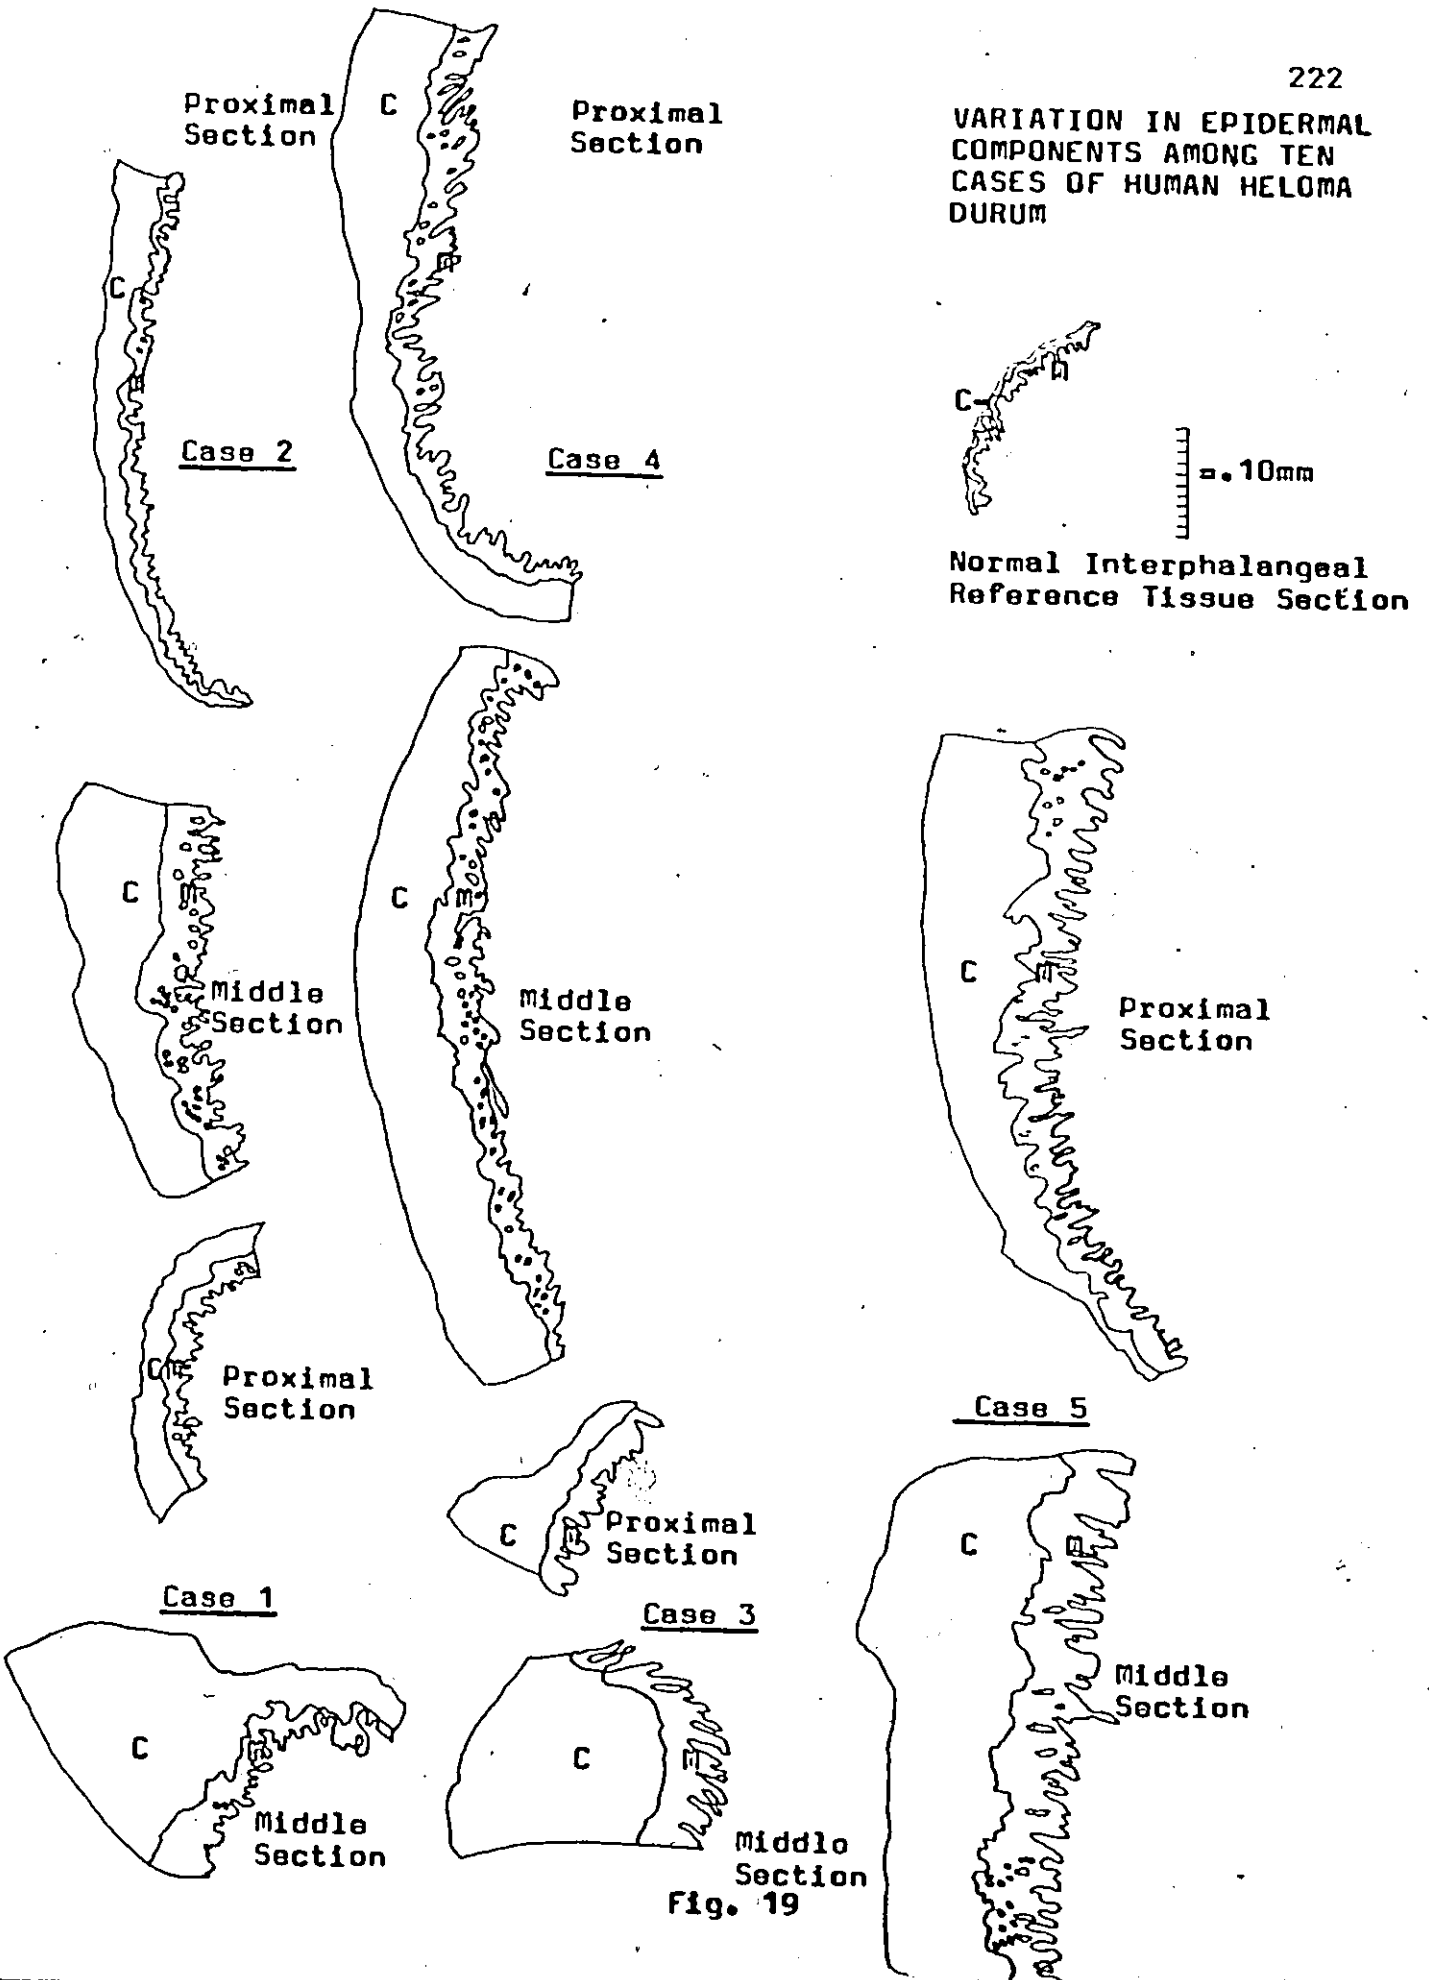 222
VARIATION IN EPIDERMAL
COMPONENTS AMONG TEN
CASES OF HUMAN HELOMA
DURUM
Proximal
Section
C
Proximal
Section
C
E
C
E
Case 2
Case 4
C
E
=.10mm
Normal Interphalangeal
Reference Tissue Section
C
E
Middle
Section
C
E
Middle
Section
C
E
Proximal
Section
C
E
Proximal
Section
Case 5
C
E
Proximal
Section
Case 1
Case 3
C
E
Middle
Section
C
E
Middle
Section
C
E
Middle
Section
Fig. 19